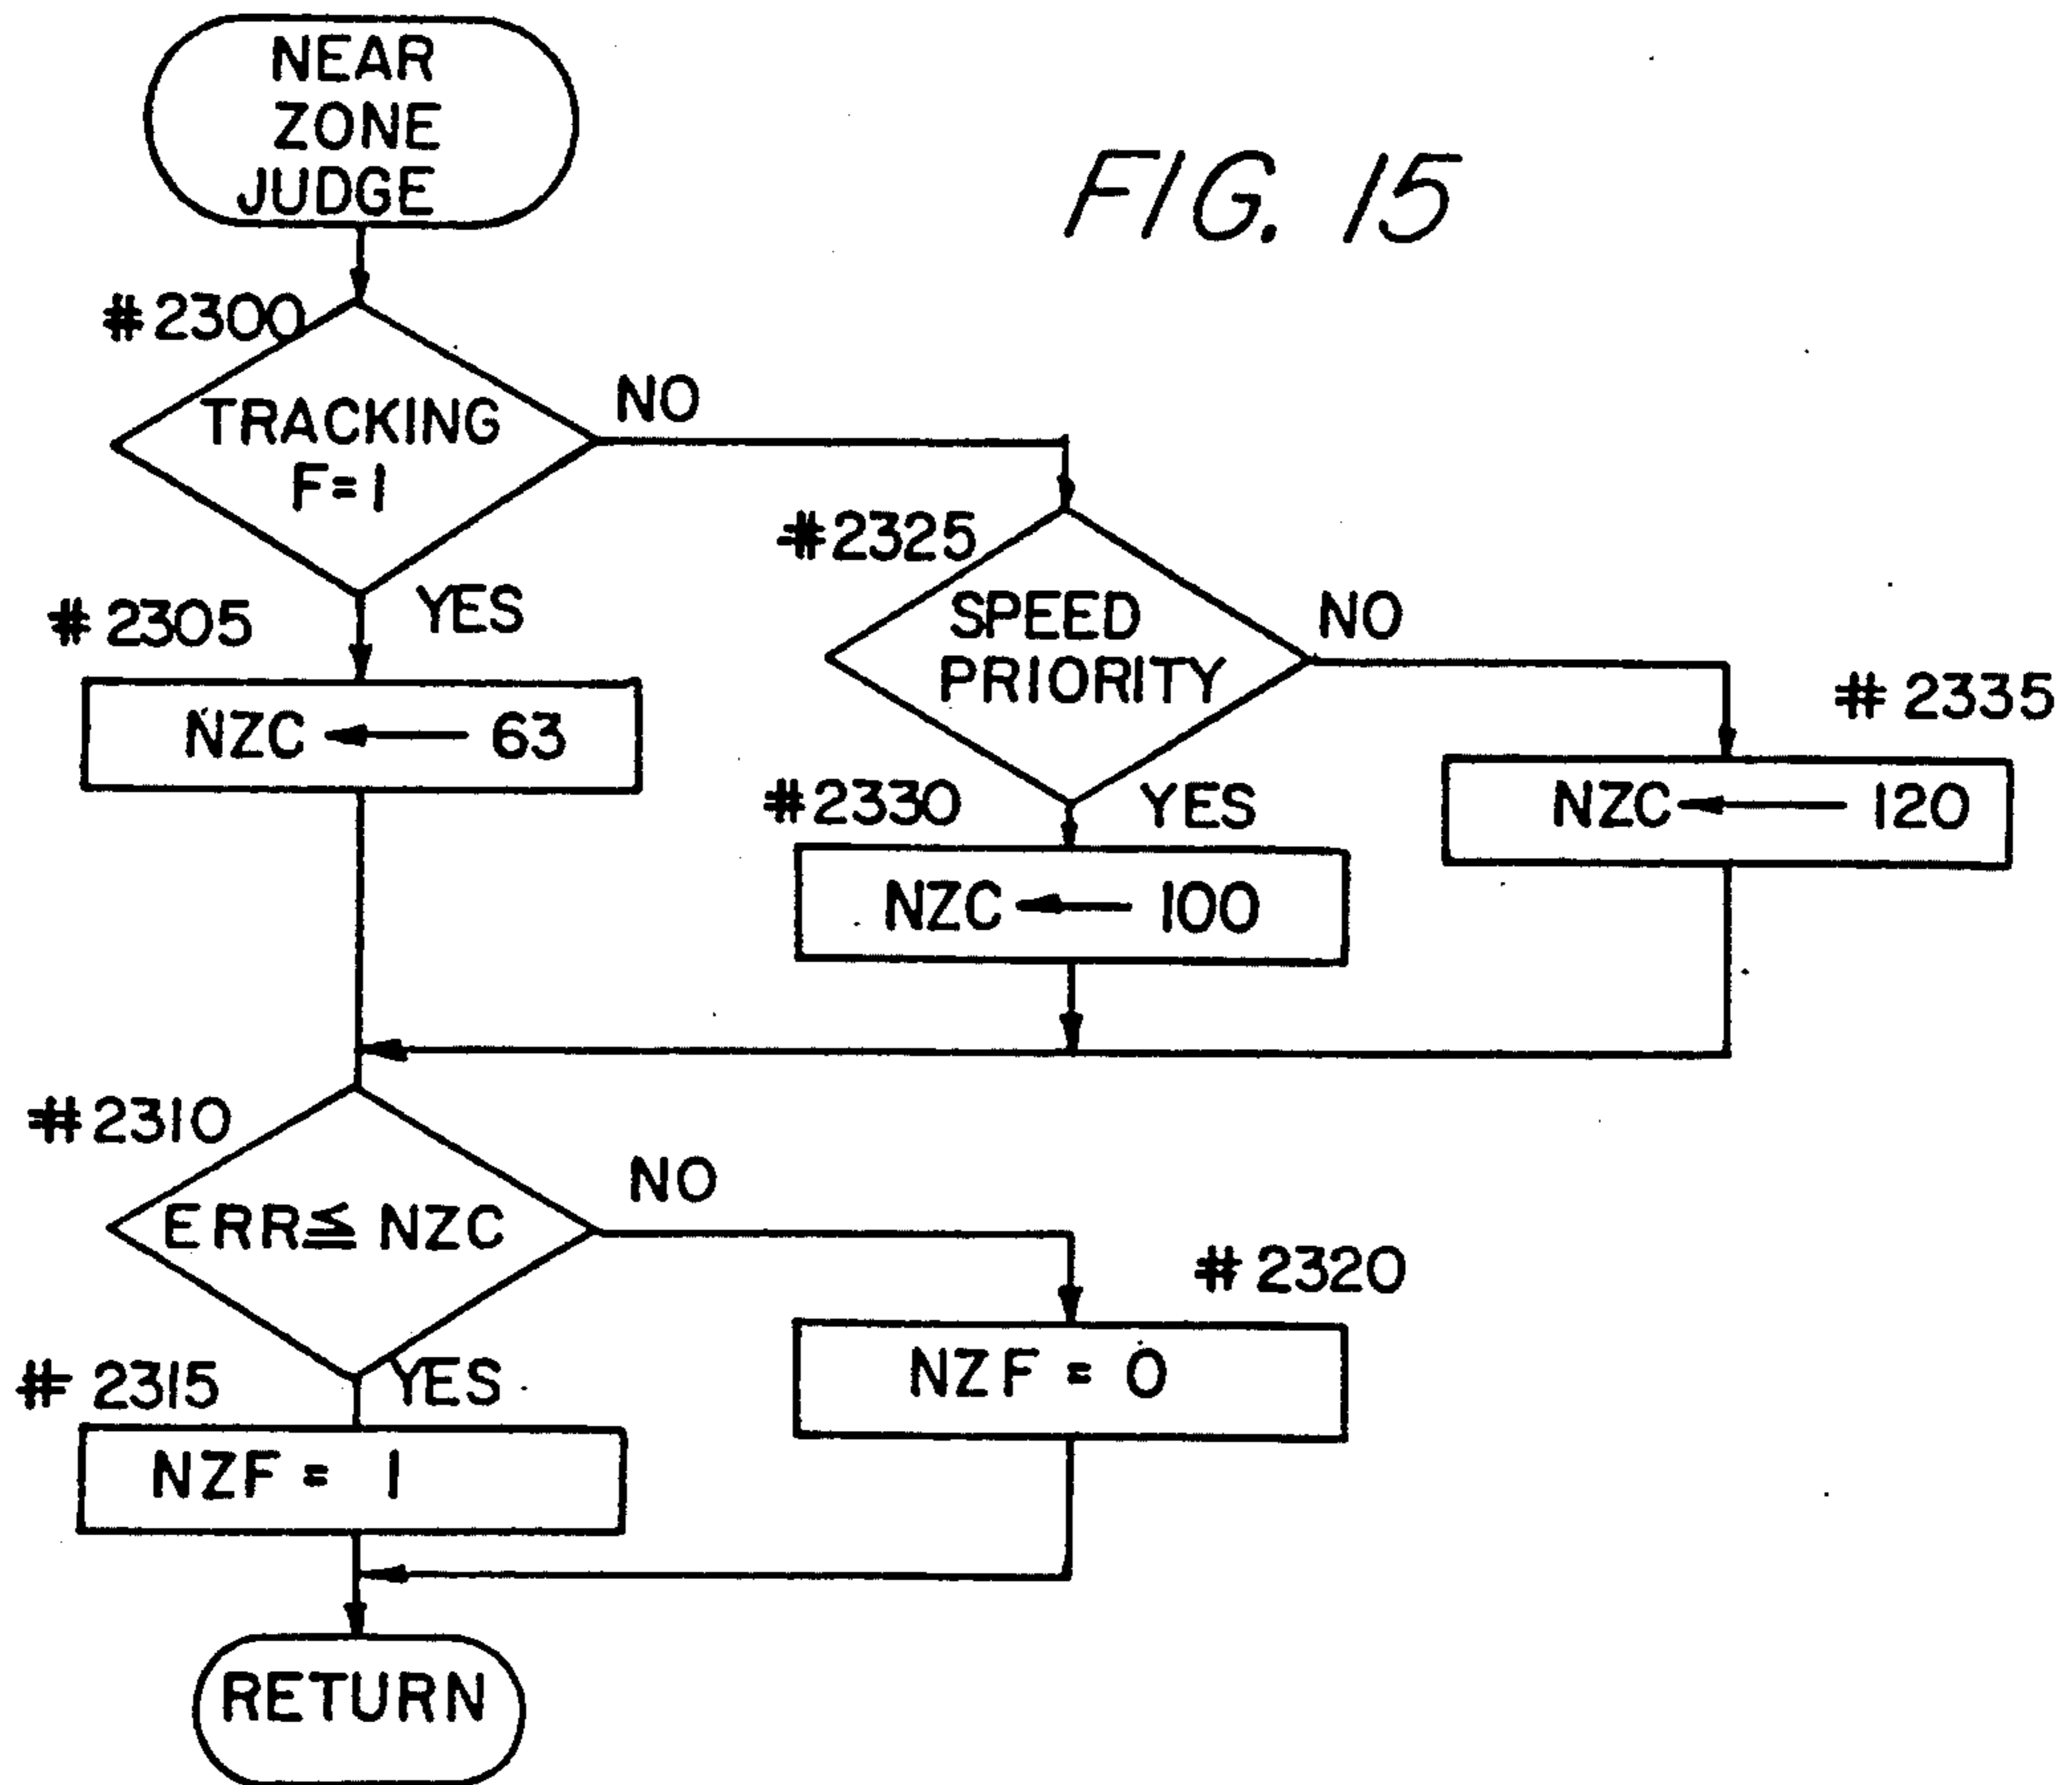 NEAR
ZONE
JUDGE
FIG. 15
#2300
TRACKING
F=1
NO
YES
#2305
NZC ← 63
#2325
SPEED
PRIORITY
NO
YES
#2330
NZC ← 100
#2335
NZC ← 120
#2310
ERR≦ NZC
NO
YES
#2315
NZF = 1
#2320
NZF = 0
RETURN